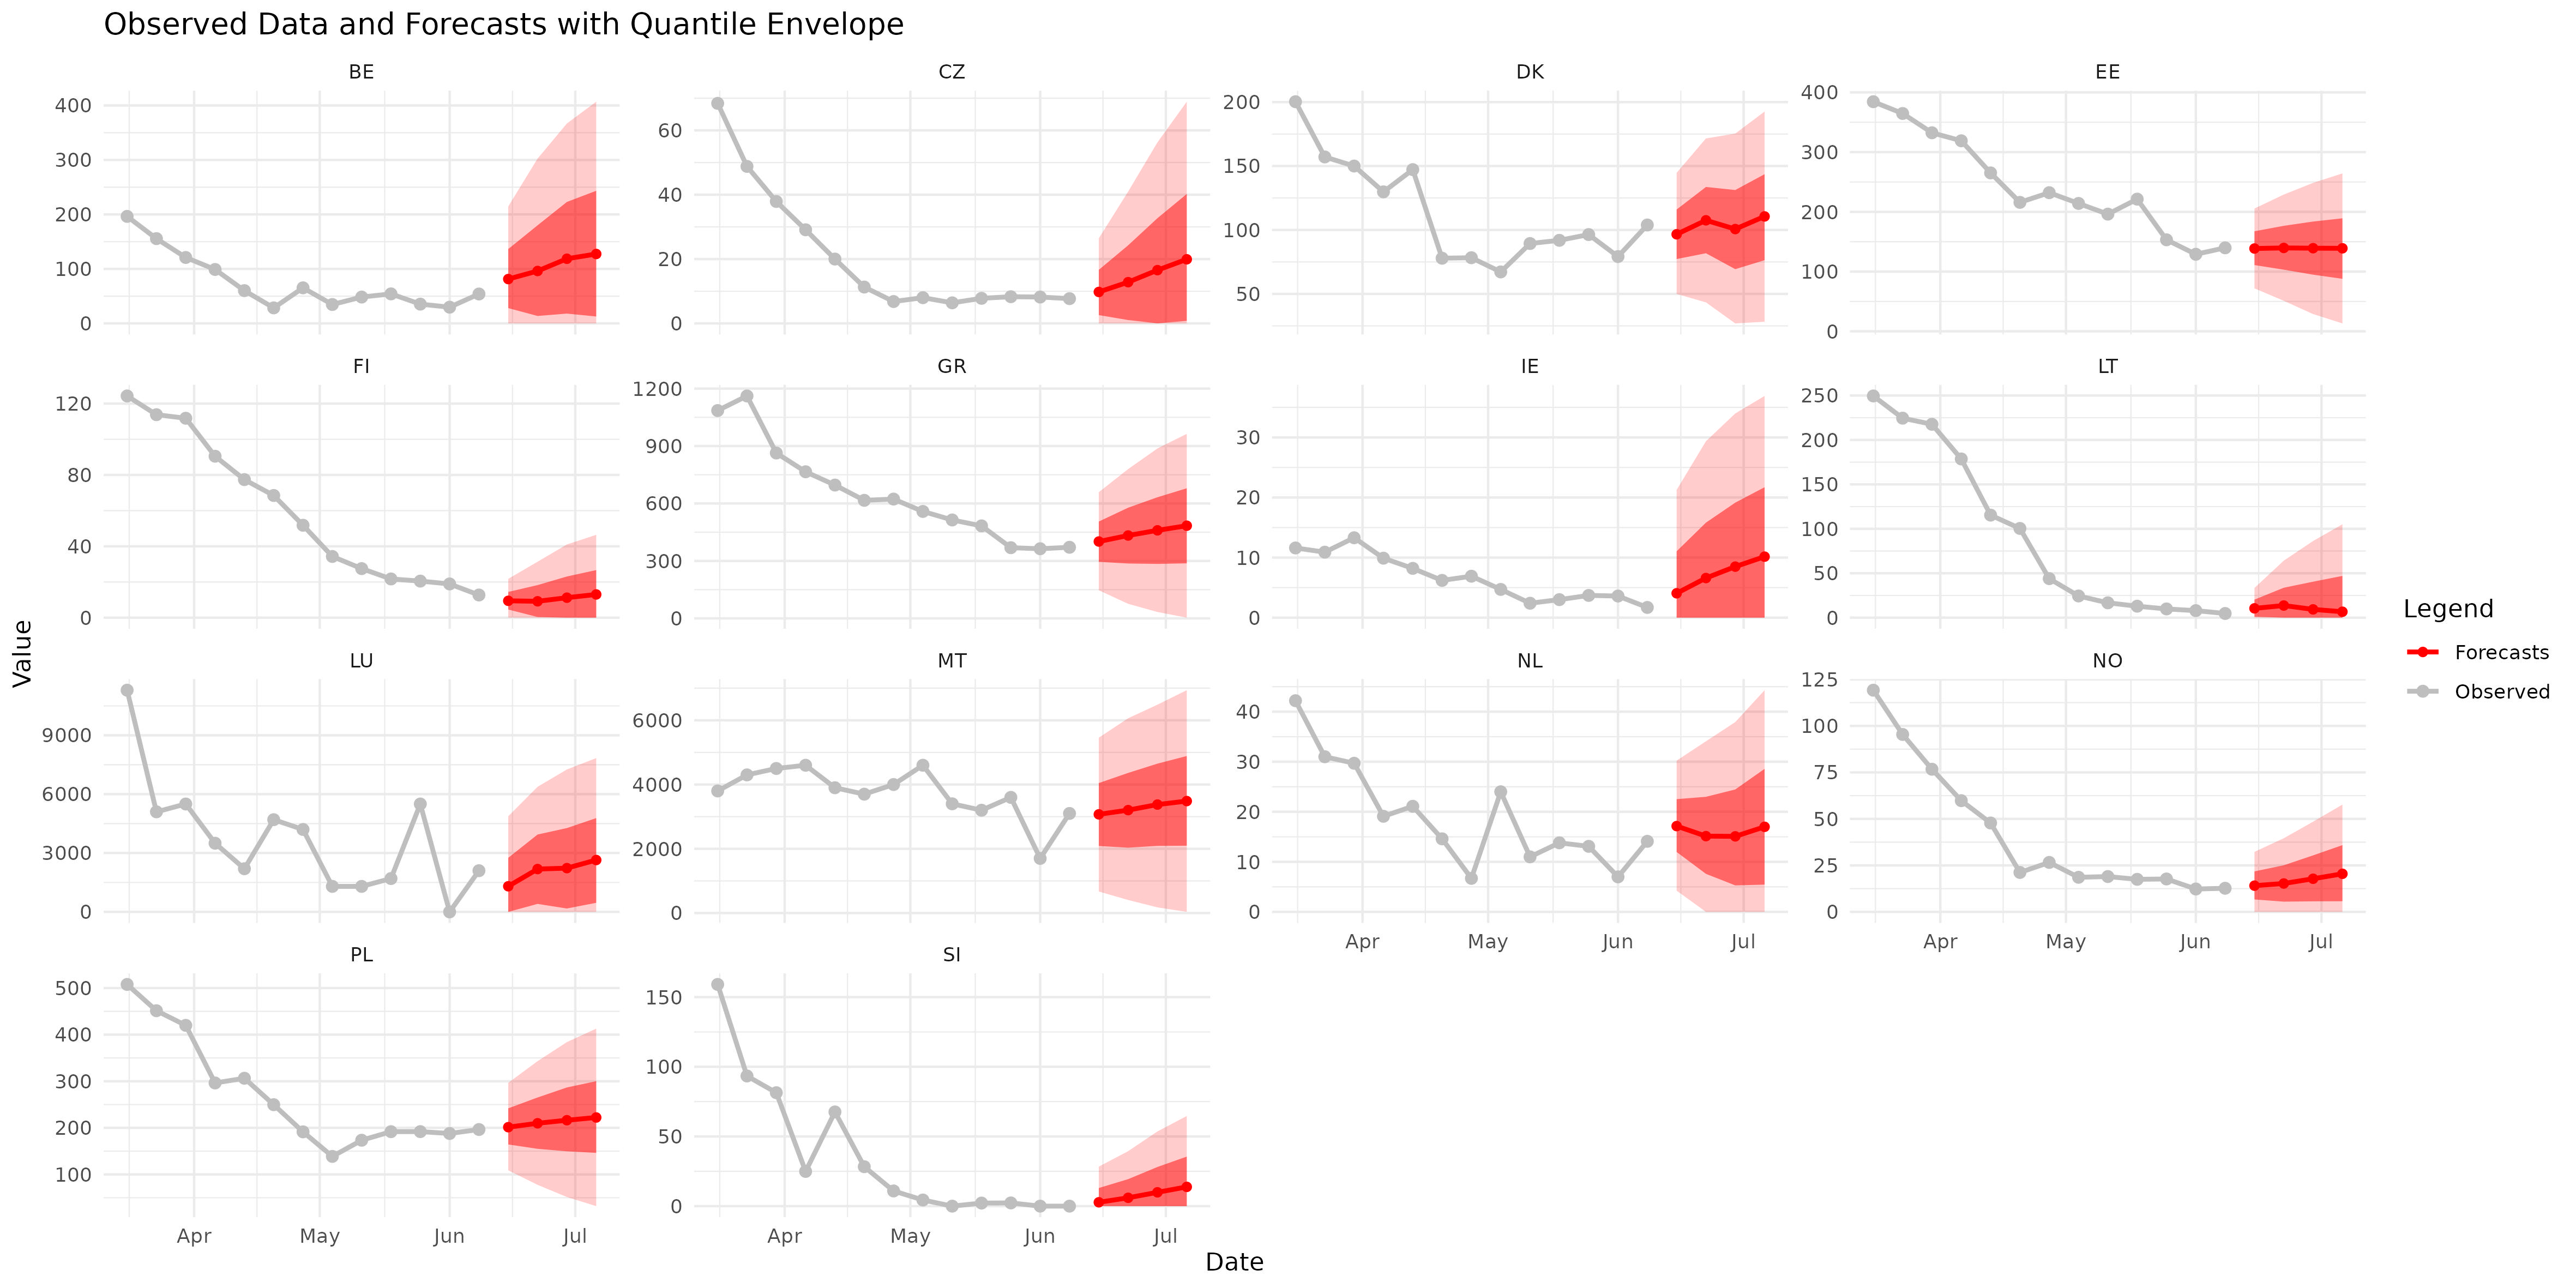 Observed Data and Forecasts with Quantile Envelope
BE
CZ
DK
EE
400
300
200
100
0
60
40
20
0
200
150
100
50
400
300
200
100
0
FI
GR
IE
LT
120
80
40
0
1200
900
600
300
0
30
20
10
0
250
200
150
100
50
0
LU
MT
NL
NO
9000
6000
3000
0
6000
4000
2000
0
40
30
20
10
0
125
100
75
50
25
0
Apr May Jun Jul
Apr May Jun Jul
PL
SI
500
400
300
200
100
150
100
50
0
Apr May Jun Jul
Apr May Jun Jul
Value
Date
Legend
Forecasts
Observed